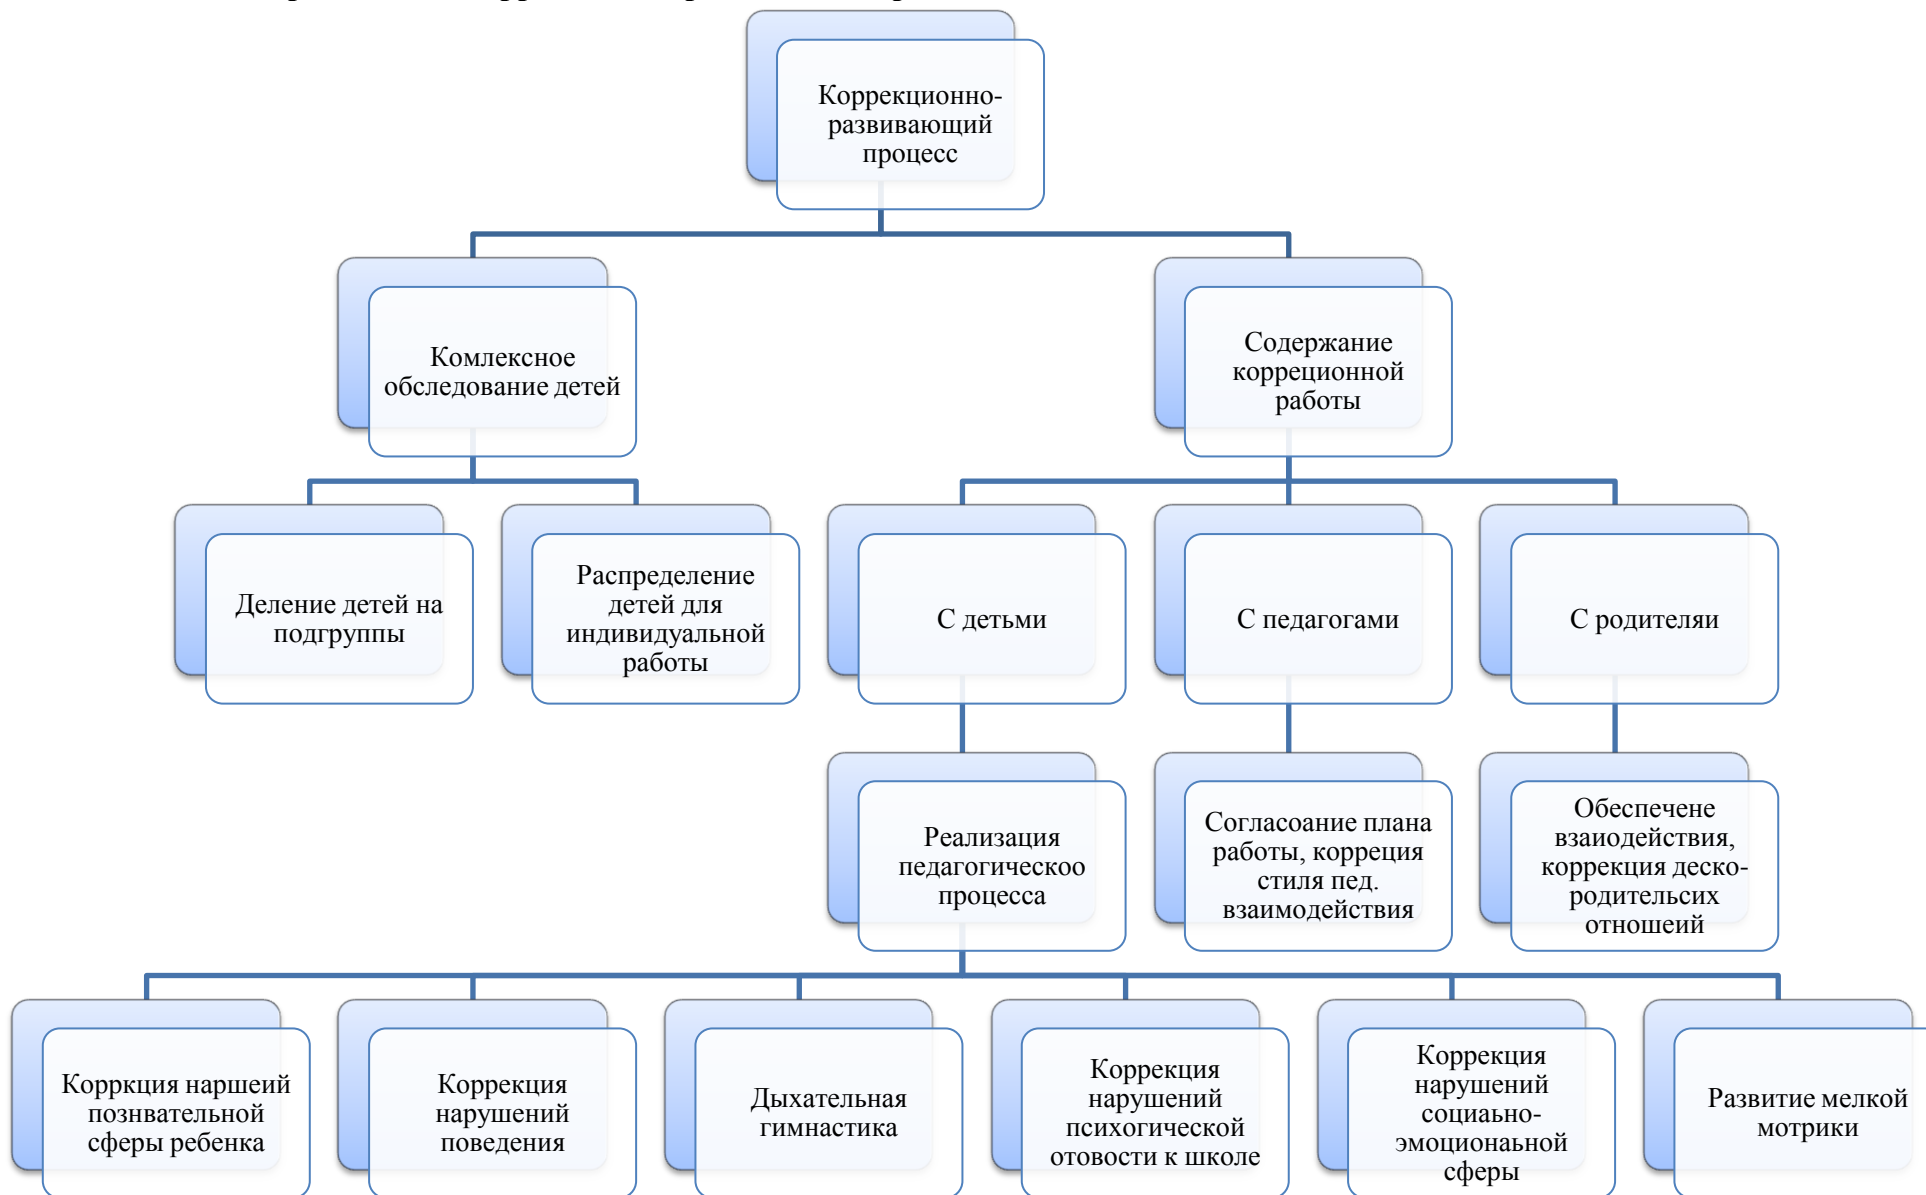 Коррекционно-
развивающий
процесс
Комлексное
обследование детей
Содержание
корреционной
работы
Деление детей на
подгруппы
Распределение
детей для
индивидуальной
работы
С детьми
С педагогами
С родителяи
Реализация
педагогическоо
процесса
Согласоание плана
работы, корреция
стиля пед.
взаимодействия
Обеспечене
взаиодействия,
коррекция деско-
родительсих
отношеий
Корркция наршеий
познвательной
сферы ребенка
Коррекция
нарушений
поведения
Дыхательная
гимнастика
Коррекция
нарушений
психогической
отовости к школе
Коррекция
нарушений
социаьно-
эмоционаьной
сферы
Развитие мелкой
мотрики